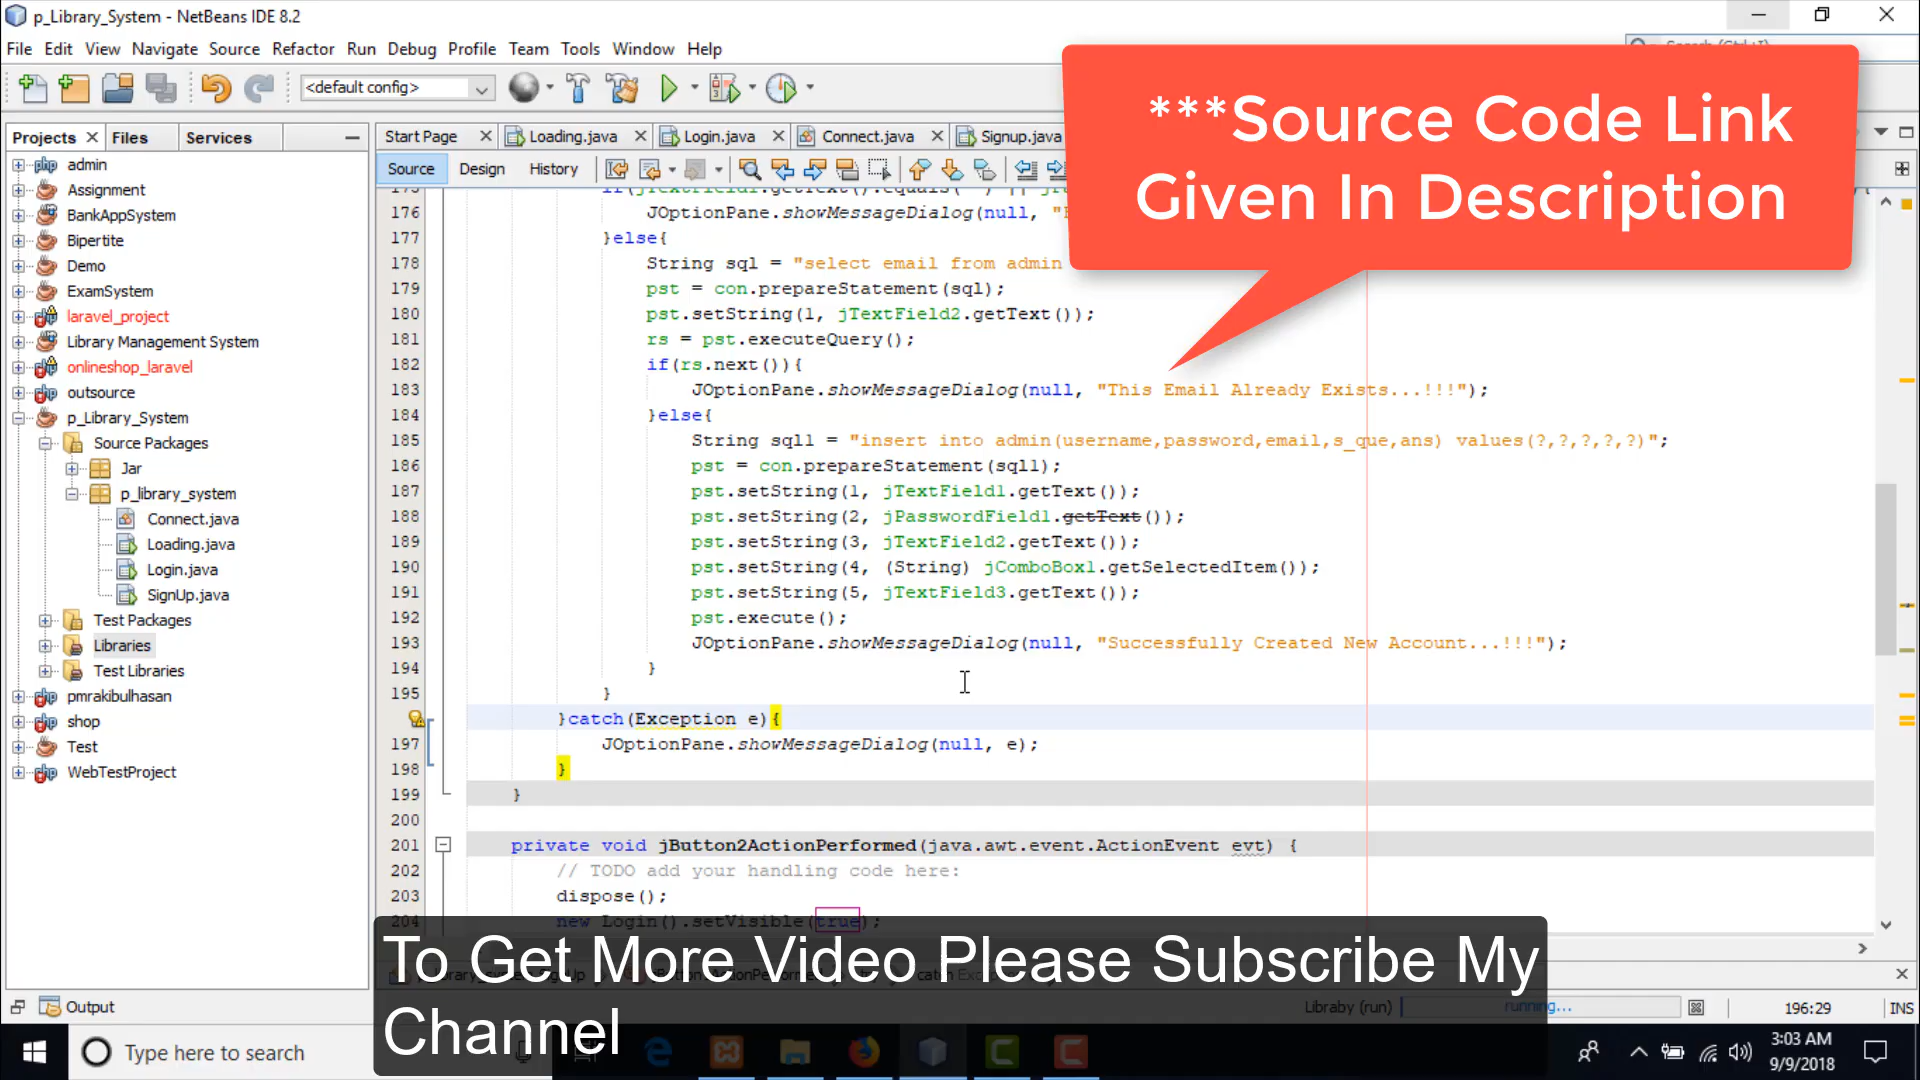 p_Library_System - NetBeans IDE 8.2
File Edit View Navigate Source Refactor Run Debug Profile Team Tools Window Help
<default config>
***Source Code Link
Given In Description
Projects Files Services
Start Page Loading.java Login.java Connect.java Signup.java
Source Design History
admin
Assignment
BankAppSystem
Bipertite
Demo
ExamSystem
laravel_project
Library Management System
onlineshop_laravel
outsource
p_Library_System
Source Packages
Jar
p_library_system
Connect.java
Loading.java
Login.java
SignUp.java
Test Packages
Libraries
Test Libraries
pmrakibulhasan
shop
Test
WebTestProject
176 JOptionPane.showMessageDialog(null,
177 }else{
178 String sql = "select email from admin
179 pst = con.prepareStatement(sql);
180 pst.setString(1, jTextField2.getText());
181 rs = pst.executeQuery();
182 if(rs.next()){
183 JOptionPane.showMessageDialog(null, "This Email Already Exists...!!!");
184 }else{
185 String sql1 = "insert into admin(username,password,email,s_que,ans) values(?,?,?,?,?)";
186 pst = con.prepareStatement(sql1);
187 pst.setString(1, jTextField1.getText());
188 pst.setString(2, jPasswordField1.getText());
189 pst.setString(3, jTextField2.getText());
190 pst.setString(4, (String) jComboBox1.getSelectedItem());
191 pst.setString(5, jTextField3.getText());
192 pst.execute();
193 JOptionPane.showMessageDialog(null, "Successfully Created New Account...!!!");
194 }
195 }
}catch(Exception e){
197 JOptionPane.showMessageDialog(null, e);
198 }
199 }
200
201 private void jButton2ActionPerformed(java.awt.event.ActionEvent evt) {
202 // TODO add your handling code here:
203 dispose();
204 new Login().setVisible(true);
To Get More Video Please Subscribe My
Channel
Output
Libraby (run) running... 196:29 INS
Type here to search
3:03 AM
9/9/2018